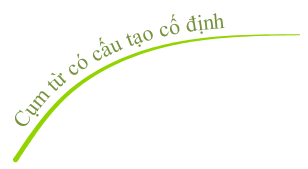 Cụm từ có cấu tạo cố định